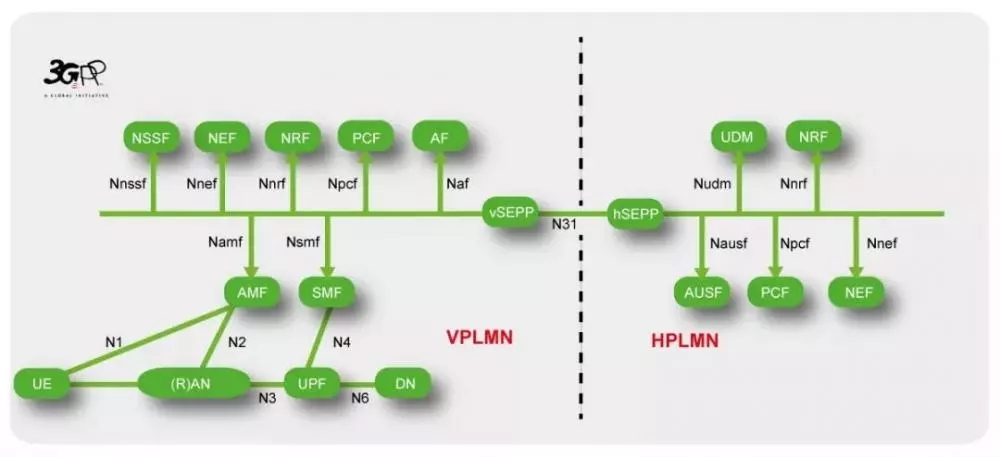 3GPP
A GLOBAL INITIATIVE
NSSF NEF NRF PCF AF UDM NRF
Nnssf Nnef Nnrf Npcf Naf Nudm Nnrf
vSEPP N31 hSEPP
Namf Nsmf Nausf Npcf Nnef
AMF SMF AUSF PCF NEF
N1 N2 N4 VPLMN HPLMN
UE (R)AN UPF DN
N3 N6